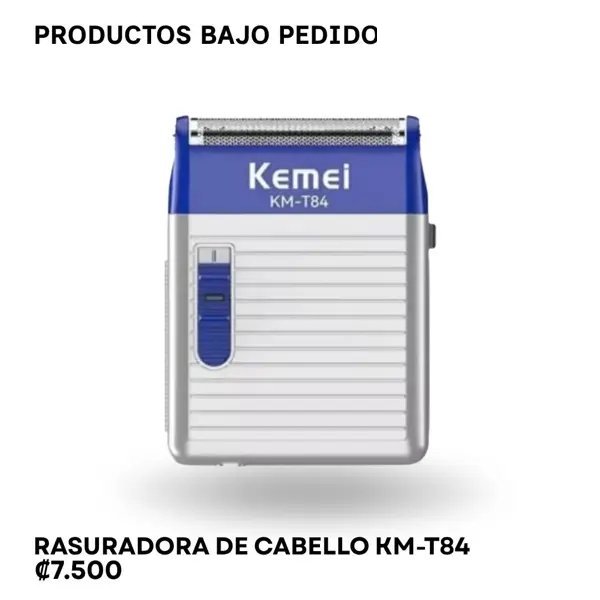 PRODUCTOS BAJO PEDIDO
Kemei
KM-T84
RASURADORA DE CABELLO KM-T84
₡7.500